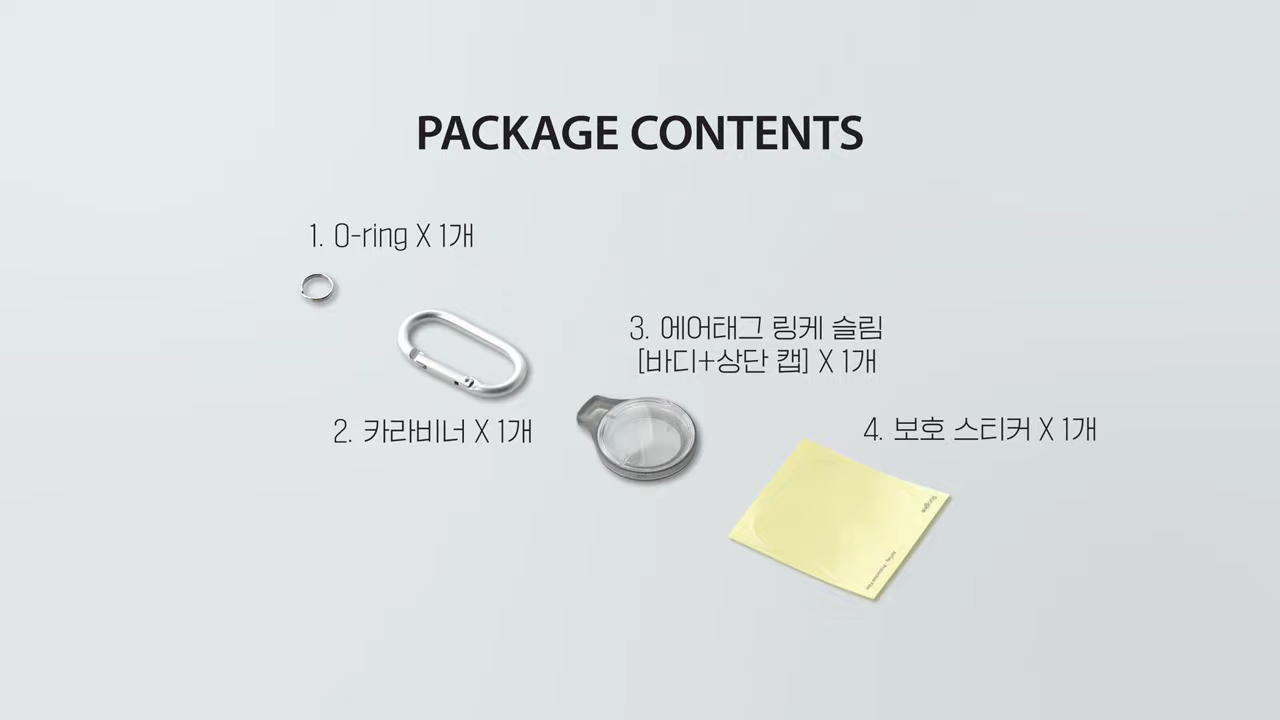 PACKAGE CONTENTS
1. O-ring X 1개
2. 카라비너 X 1개
3. 에어태그 링케 슬림
[바디+상단 캡] X 1개
4. 보호 스티커 X 1개
Ringke